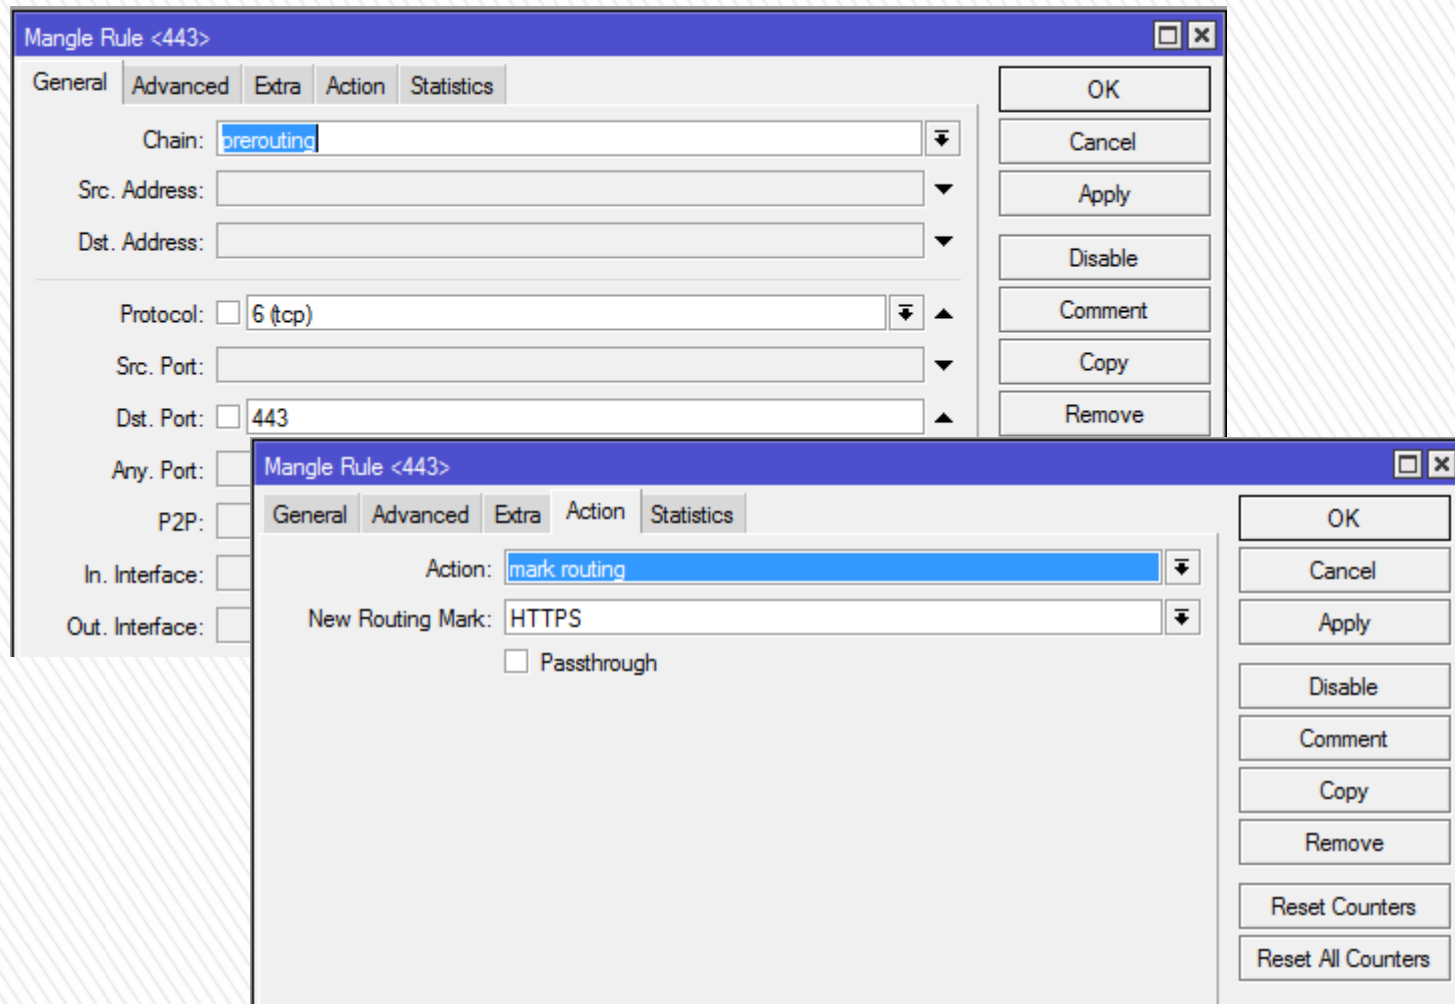 Mangle Rule <443>
General Advanced Extra Action Statistics
Chain: prerouting
Src. Address:
Dst. Address:
Protocol: 6 (tcp)
Src. Port:
Dst. Port: 443
Any. Port:
P2P:
In. Interface:
Out. Interface:
OK
Cancel
Apply
Disable
Comment
Copy
Remove
Mangle Rule <443>
General Advanced Extra Action Statistics
Action: mark routing
New Routing Mark: HTTPS
Passthrough
OK
Cancel
Apply
Disable
Comment
Copy
Remove
Reset Counters
Reset All Counters